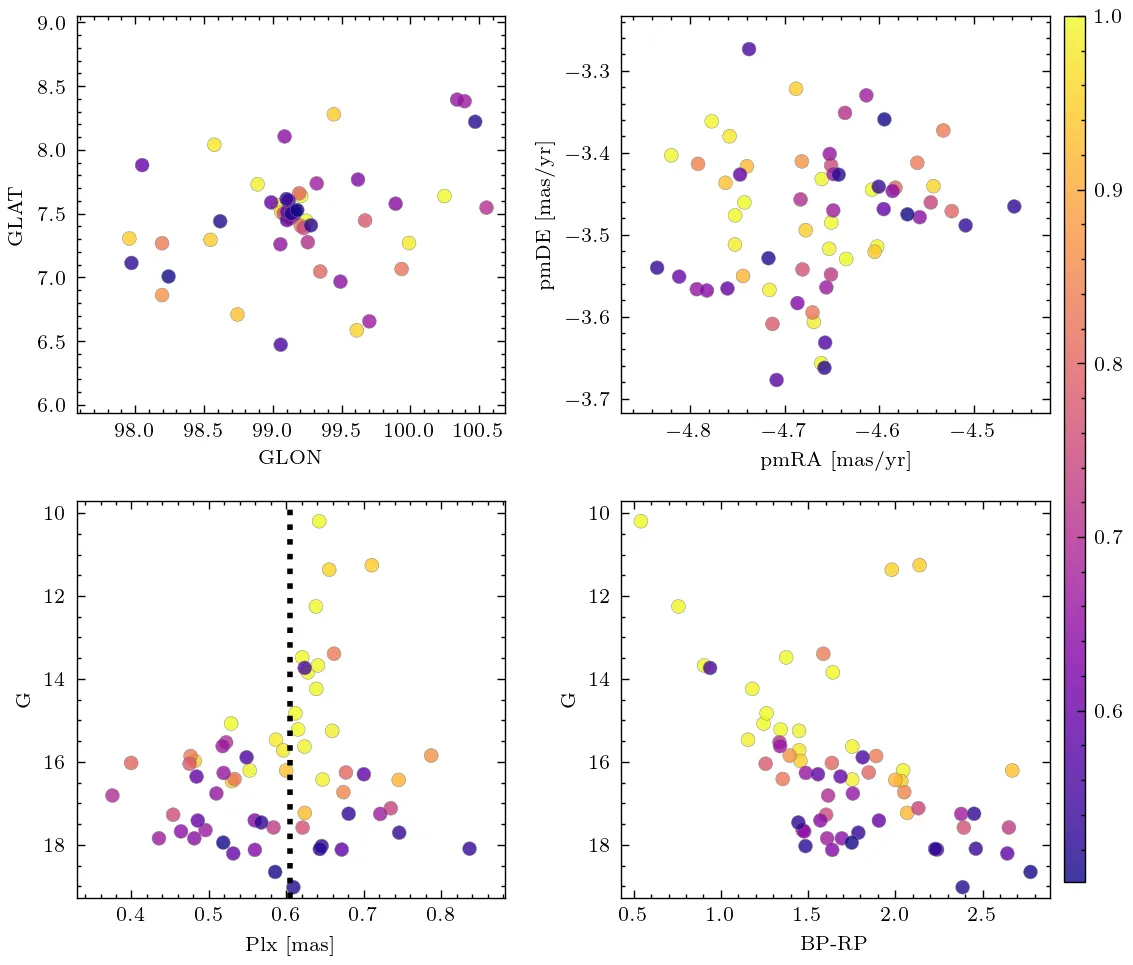 9.0
8.5
8.0
7.5
7.0
6.5
6.0
GLAT
98.0 98.5 99.0 99.5 100.0 100.5
GLON
−3.3
−3.4
−3.5
−3.6
−3.7
pmDE [mas/yr]
−4.8 −4.7 −4.6 −4.5
pmRA [mas/yr]
1.0
0.9
0.8
0.7
0.6
10
12
14
16
18
G
0.4 0.5 0.6 0.7 0.8
Plx [mas]
10
12
14
16
18
G
0.5 1.0 1.5 2.0 2.5
BP-RP